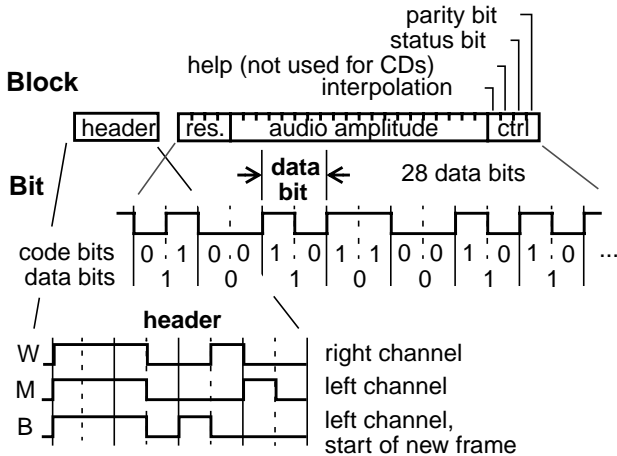 parity bit
status bit
help (not used for CDs)
interpolation
Block
header
res. audio amplitude ctrl
Bit
data bit
28 data bits
code bits 0 1 0 0 1 0 1 1 0 0 1 0 1 0 ...
data bits 1 0 1 0 0 1 1
header
W right channel
M left channel
B left channel,
start of new frame